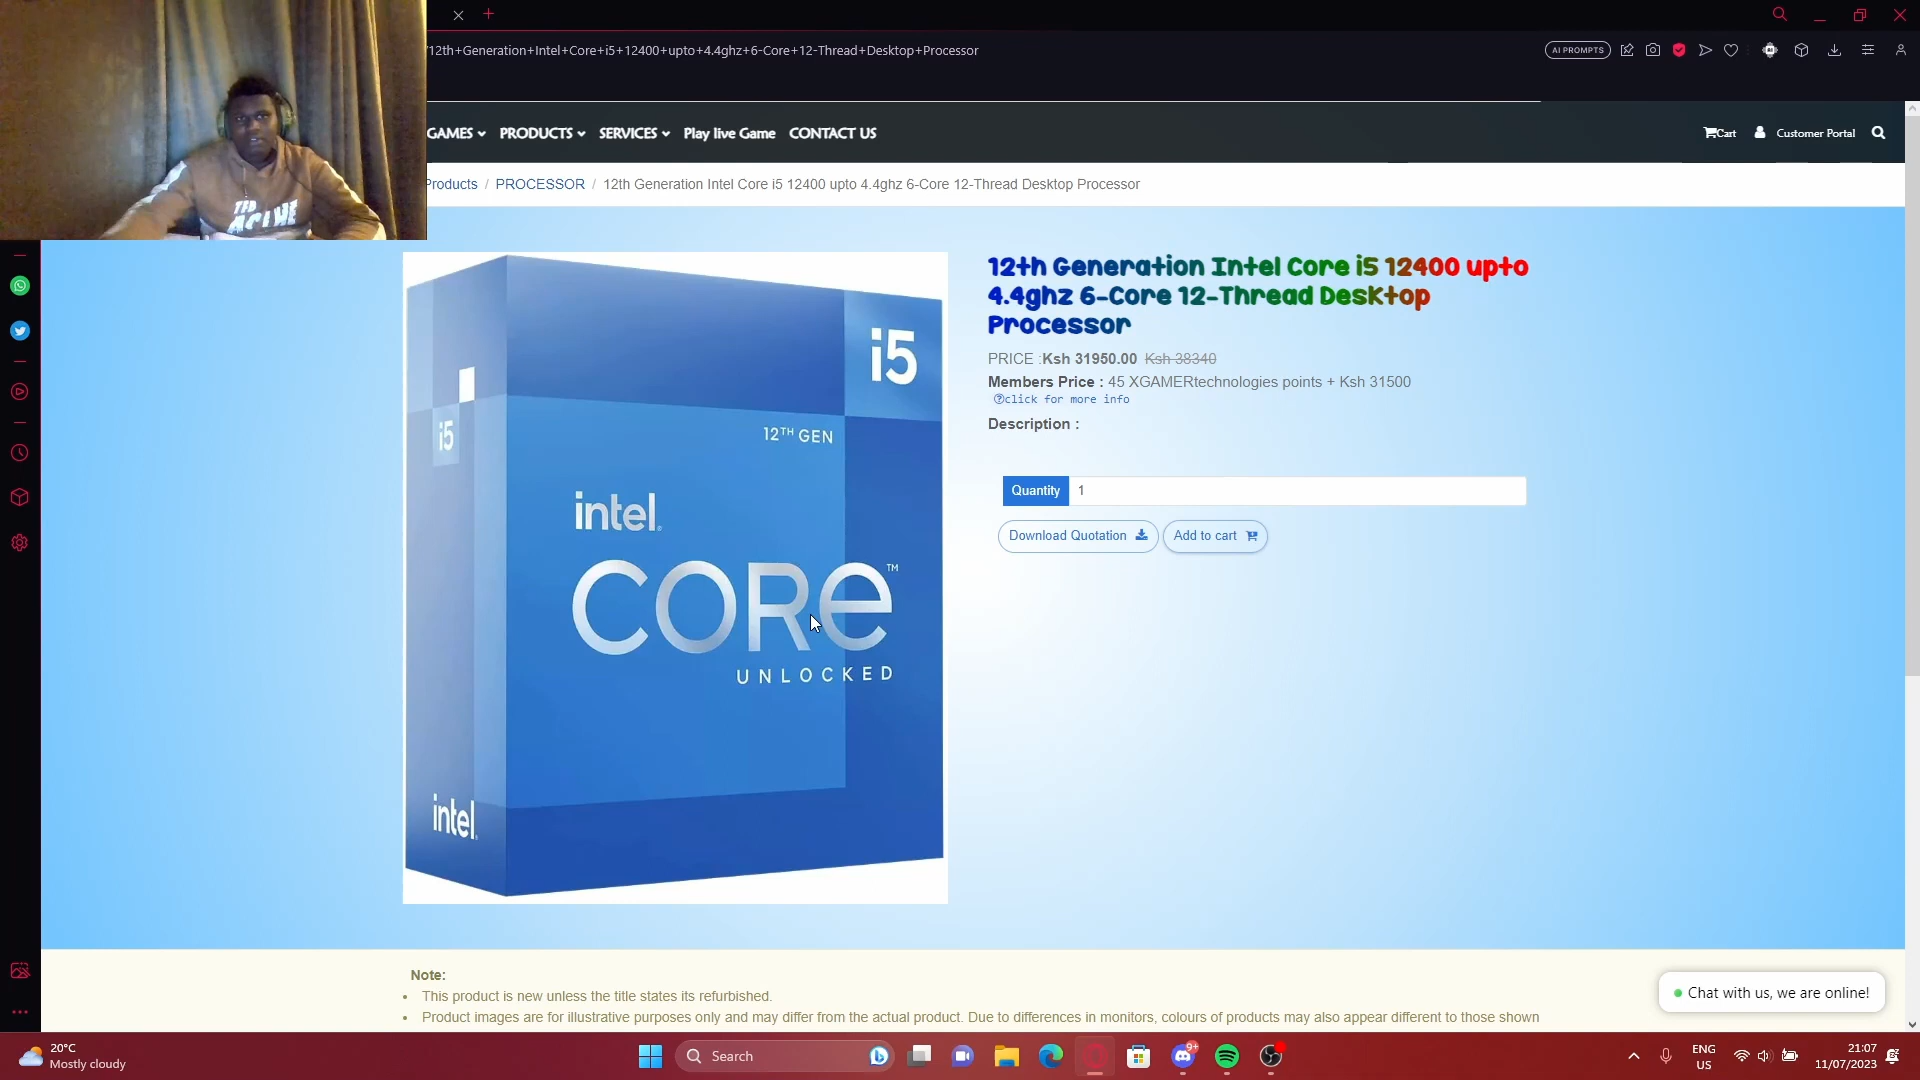 12th+Generation+Intel+Core+i5+12400+upto+4.4ghz+6-Core+12-Thread+Desktop+Processor
AI PROMPTS
GAMES PRODUCTS SERVICES Play live Game CONTACT US
Cart Customer Portal
Products / PROCESSOR / 12th Generation Intel Core i5 12400 upto 4.4ghz 6-Core 12-Thread Desktop Processor
i5
i5
12TH GEN
intel.
CORE™
UNLOCKED
intel.
12th Generation Intel Core i5 12400 upto
4.4ghz 6-Core 12-Thread Desktop
Processor
PRICE :Ksh 31950.00 Ksh 38340
Members Price : 45 XGAMERtechnologies points + Ksh 31500
click for more info
Description :
Quantity 1
Download Quotation Add to cart
Note:
• This product is new unless the title states its refurbished.
• Product images are for illustrative purposes only and may differ from the actual product. Due to differences in monitors, colours of products may also appear different to those shown
Chat with us, we are online!
20°C
Mostly cloudy
Search
9+
ENG
US
21:07
11/07/2023